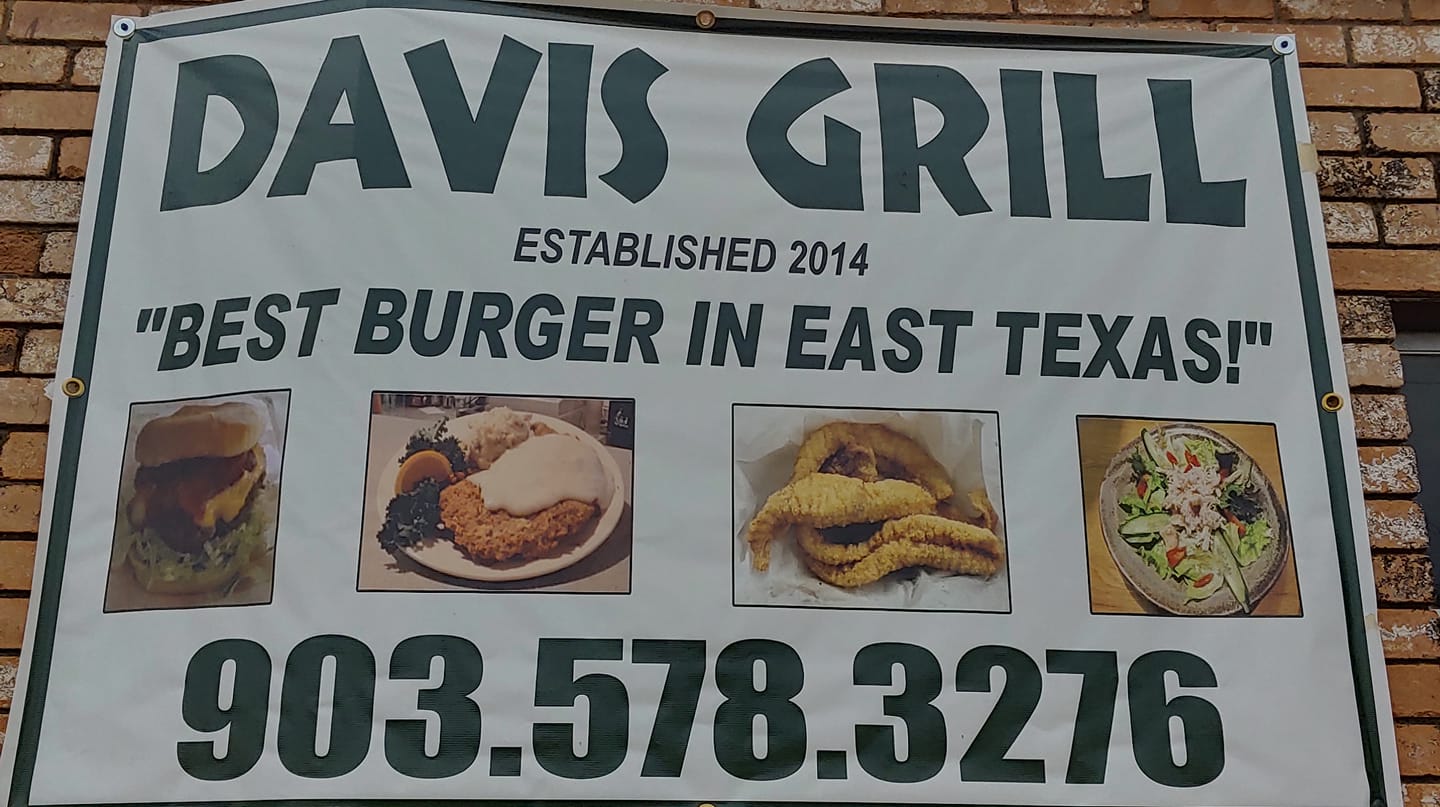 DAVIS GRILL
ESTABLISHED 2014
"BEST BURGER IN EAST TEXAS!"
903.578.3276